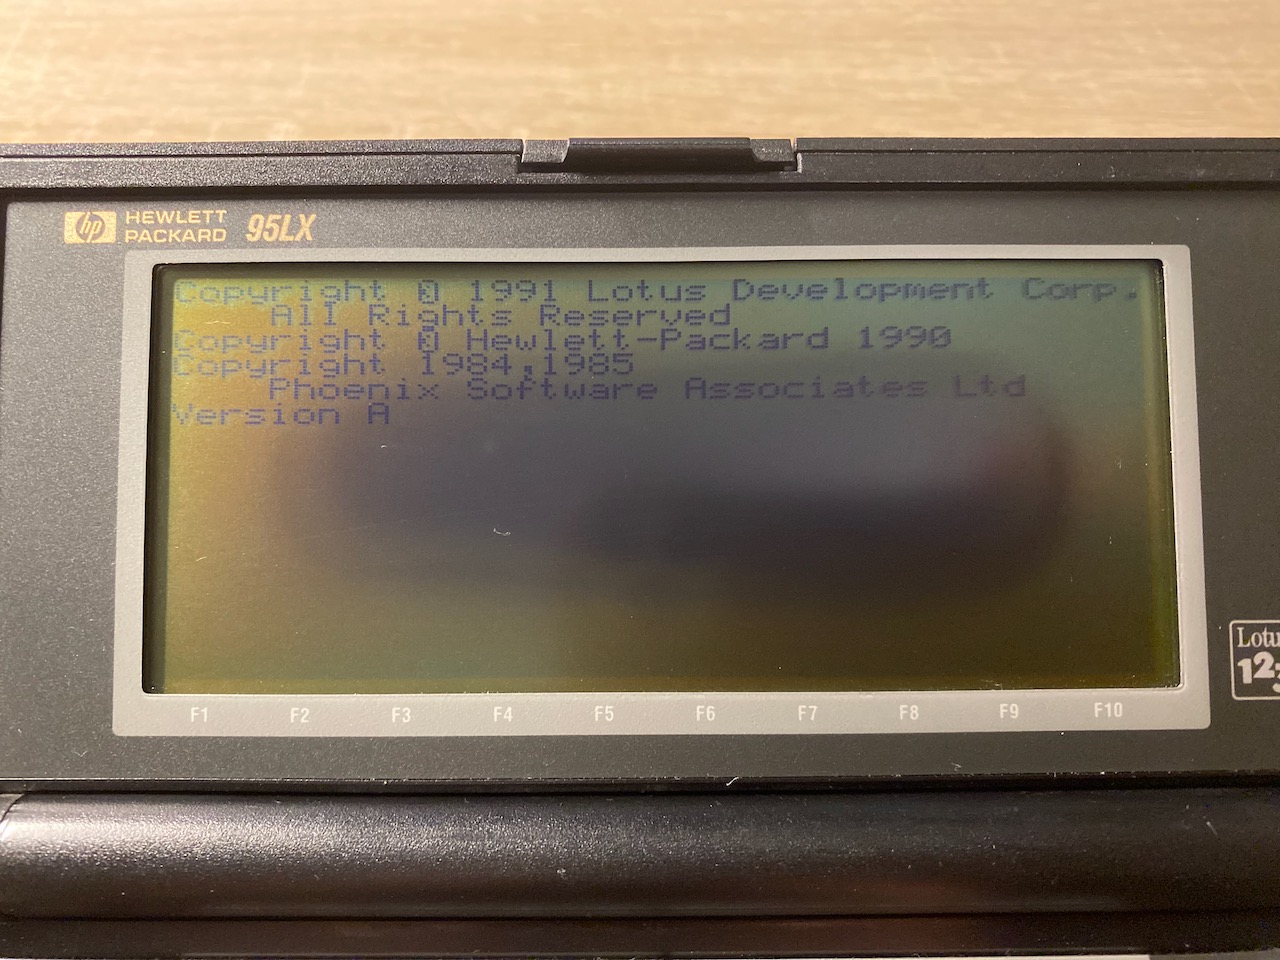 hp HEWLETT PACKARD 95LX
Copyright © 1991 Lotus Development Corp.
All Rights Reserved
Copyright © Hewlett-Packard 1990
Copyright 1984,1985
Phoenix Software Associates Ltd
Version A
F1 F2 F3 F4 F5 F6 F7 F8 F9 F10